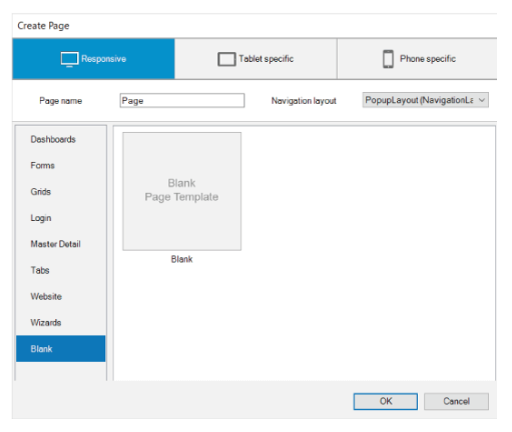 Create Page
Responsive
Tablet specific
Phone specific
Page name
Page
Navigation layout
PopupLayout (NavigationLa
Dashboards
Forms
Grids
Login
Master Detail
Tabs
Website
Wizards
Blank
Blank
Page Template
Blank
OK
Cancel